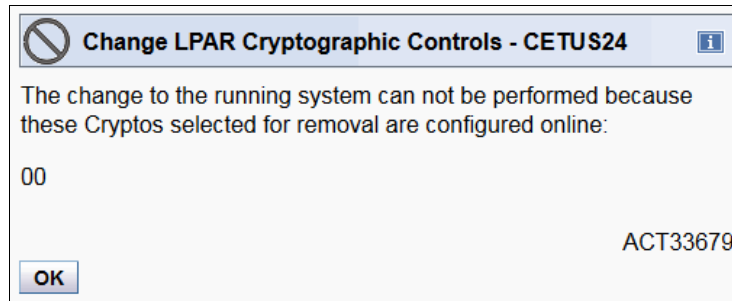 Change LPAR Cryptographic Controls - CETUS24
i
The change to the running system can not be performed because
these Cryptos selected for removal are configured online:
00
ACT33679
OK